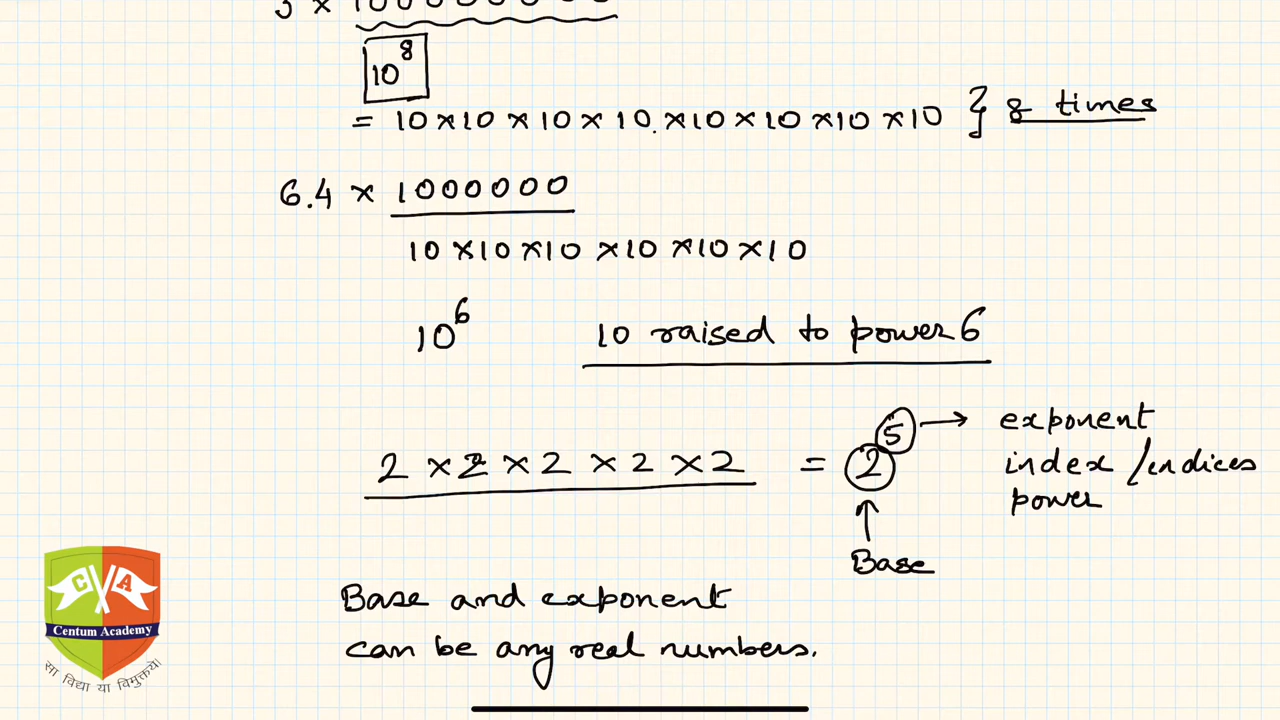 3 × 100000000
10⁸
= 10 × 10 × 10 × 10 . × 10 × 10 × 10 × 10 } 8 times
6.4 × 1000000
10 × 10 × 10 × 10 × 10 × 10
10⁶ 10 raised to power 6
2 × 2 × 2 × 2 × 2 = 2⁵ → exponent
index / indices
power
Base
Base and exponent
can be any real numbers.
C A
Centum Academy
सा विद्या या विमुक्तये।